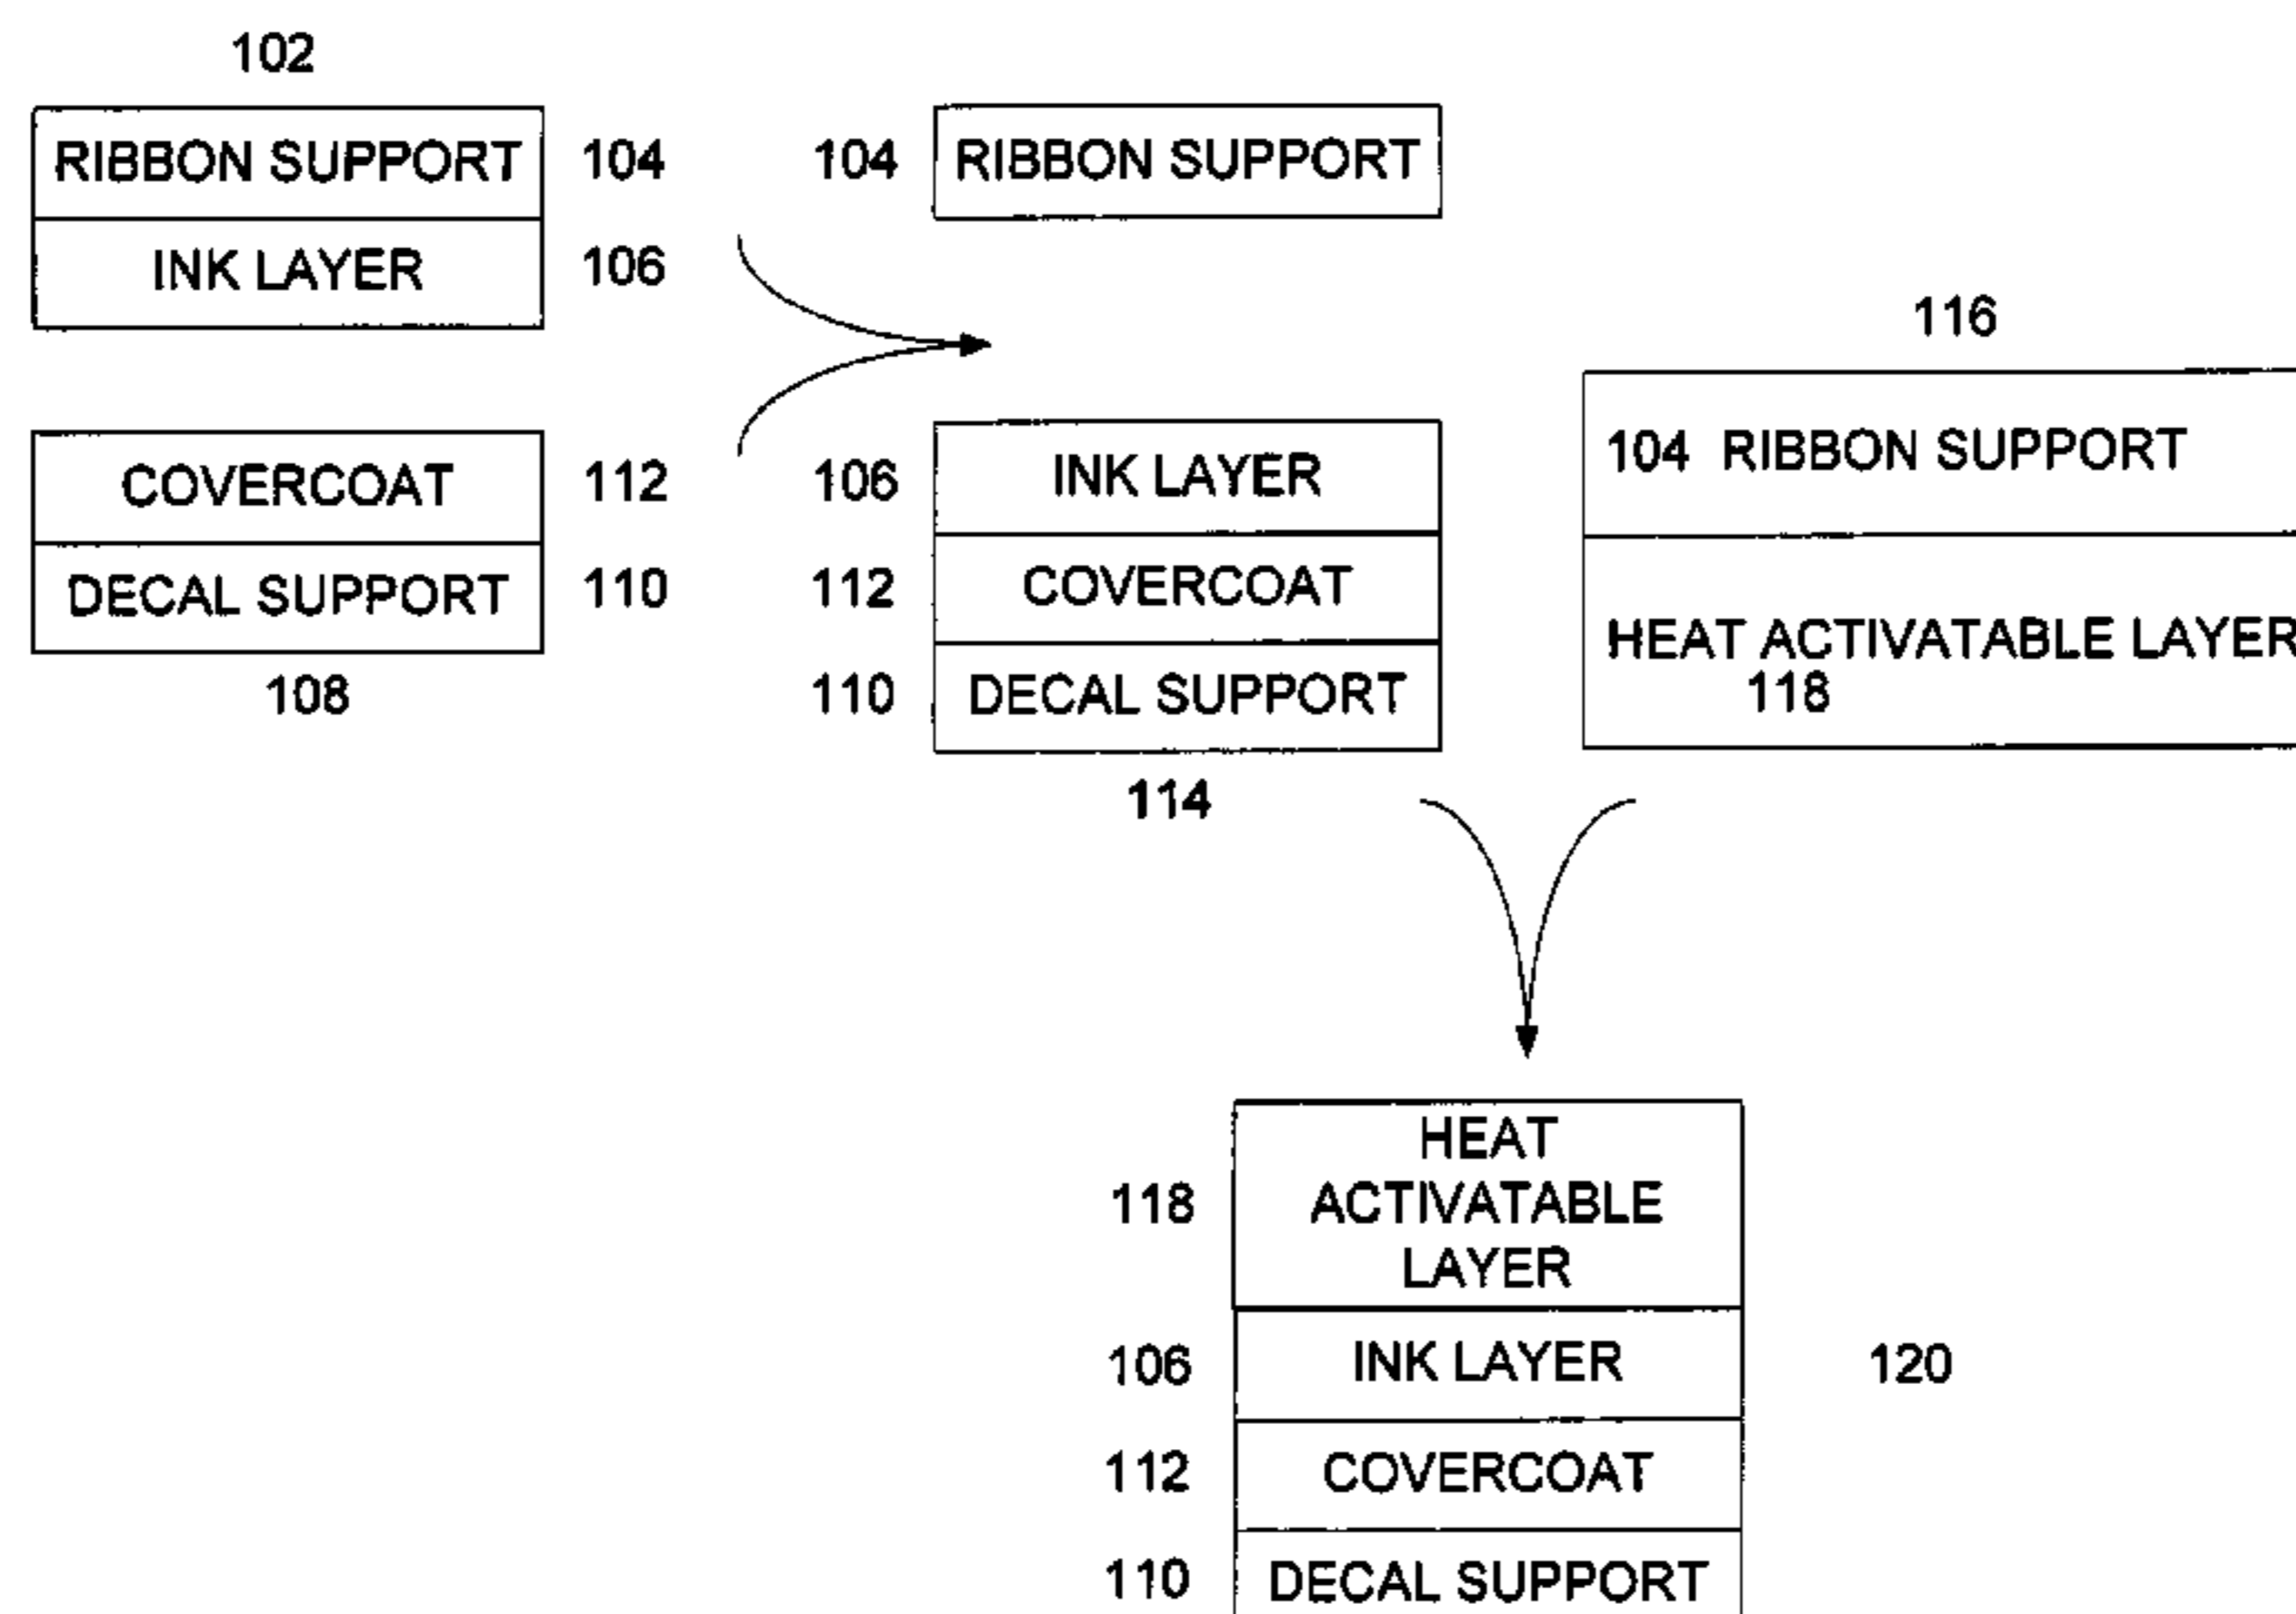 102
RIBBON SUPPORT 104
INK LAYER 106
COVERCOAT 112
DECAL SUPPORT 110
108
104 RIBBON SUPPORT
106 INK LAYER
112 COVERCOAT
110 DECAL SUPPORT
114
116
104 RIBBON SUPPORT
HEAT ACTIVATABLE LAYER
118
HEAT
118 ACTIVATABLE
LAYER
106 INK LAYER 120
112 COVERCOAT
110 DECAL SUPPORT